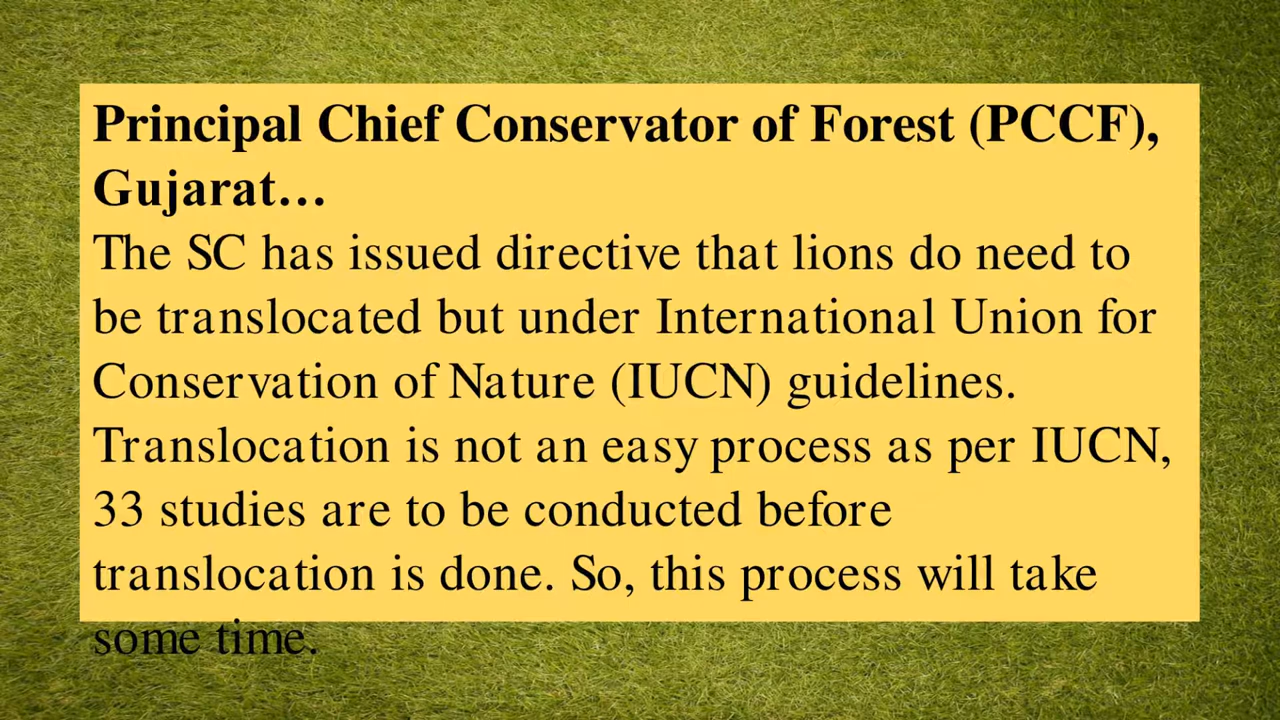 Principal Chief Conservator of Forest (PCCF),
Gujarat…
The SC has issued directive that lions do need to
be translocated but under International Union for
Conservation of Nature (IUCN) guidelines.
Translocation is not an easy process as per IUCN,
33 studies are to be conducted before
translocation is done. So, this process will take
some time.